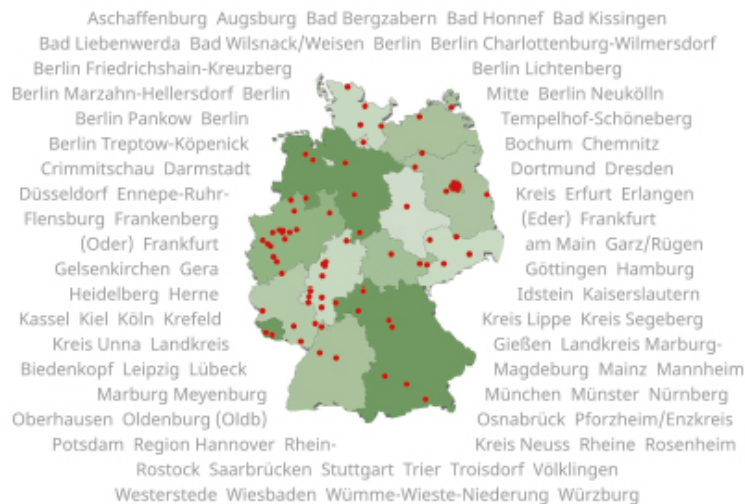 Aschaffenburg Augsburg Bad Bergzabern Bad Honnef Bad Kissingen
Bad Liebenwerda Bad Wilsnack/Weisen Berlin Berlin Charlottenburg-Wilmersdorf
Berlin Friedrichshain-Kreuzberg Berlin Lichtenberg
Berlin Marzahn-Hellersdorf Berlin Mitte Berlin Neukölln
Berlin Pankow Berlin Tempelhof-Schöneberg
Berlin Treptow-Köpenick Bochum Chemnitz
Crimmitschau Darmstadt Dortmund Dresden
Düsseldorf Ennepe-Ruhr- Kreis Erfurt Erlangen
Flensburg Frankenberg (Eder) Frankfurt
(Oder) Frankfurt am Main Garz/Rügen
Gelsenkirchen Gera Göttingen Hamburg
Heidelberg Herne Idstein Kaiserslautern
Kassel Kiel Köln Krefeld Kreis Lippe Kreis Segeberg
Kreis Unna Landkreis Gießen Landkreis Marburg-
Biedenkopf Leipzig Lübeck Magdeburg Mainz Mannheim
Marburg Meyenburg München Münster Nürnberg
Oberhausen Oldenburg (Oldb) Osnabrück Pforzheim/Enzkreis
Potsdam Region Hannover Rhein- Kreis Neuss Rheine Rosenheim
Rostock Saarbrücken Stuttgart Trier Troisdorf Völklingen
Westerstede Wiesbaden Wümme-Wieste-Niederung Würzburg